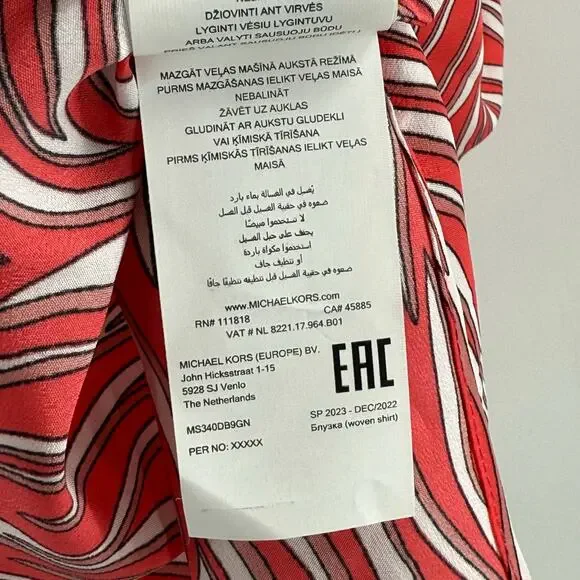 DŽIOVINTI ANT VIRVĖS
LYGINTI VĖSIU LYGINTUVU
ARBA VALYTI SAUSUOJU BŪDU
MAZGĀT VEĻAS MAŠĪNĀ AUKSTĀ REŽĪMĀ
PURMS MAZGĀŠANAS IELIKT VEĻAS MAISĀ
NEBALINĀT
ŽĀVĒT UZ AUKLAS
GLUDINĀT AR AUKSTU GLUDEKLI
VAI ĶĪMISKĀ TĪRĪŠANA
PIRMS ĶĪMISKĀS TĪRĪŠANAS IELIKT VEĻAS
MAISĀ
يُغسل في الغسالة بماء بارد
ضعوه في حقيبة الغسيل قبل الغسل
لا تستخدموا مبيضًا
يجفف على حبل الغسيل
استخدموا مكواة باردة
أو تنظيف جاف
ضعوه في حقيبة الغسيل قبل تنظيفه تنظيفًا جافًا
www.MICHAELKORS.com
RN# 111818 CA# 45885
VAT # NL 8221.17.964.B01
MICHAEL KORS (EUROPE) BV.
John Hicksstraat 1-15
5928 SJ Venlo
The Netherlands
EAC
MS340DB9GN
SP 2023 - DEC/2022
PER NO: XXXXX
Блузка (woven shirt)